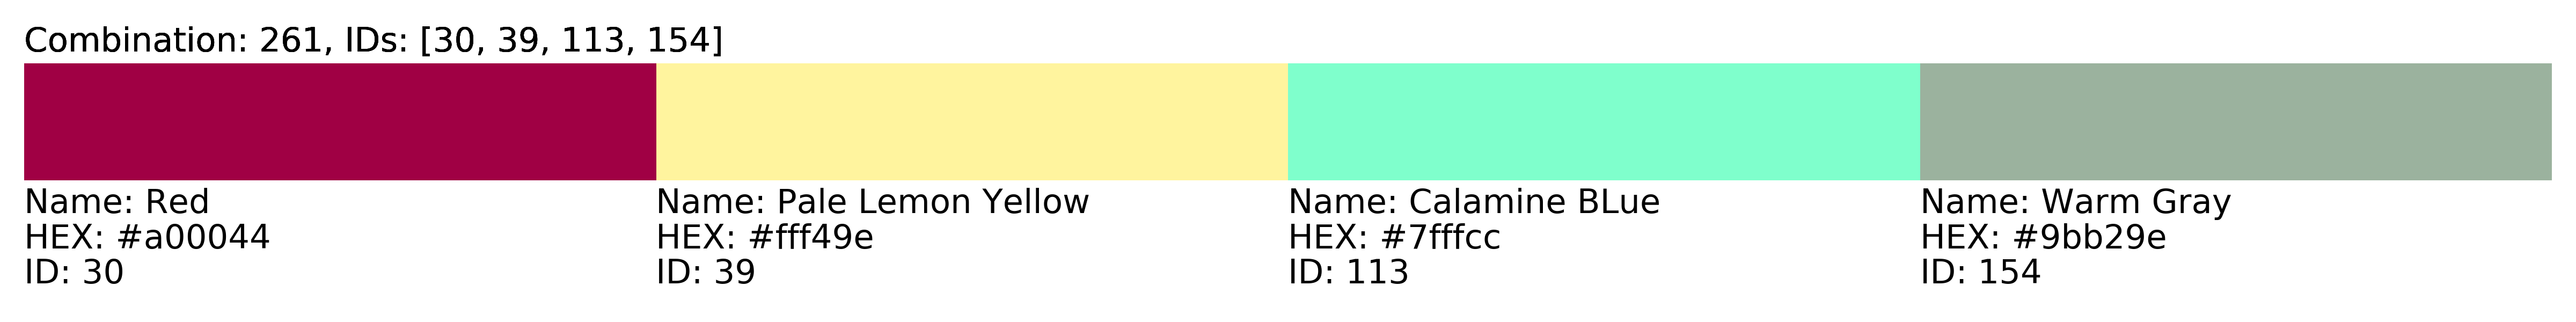 Combination: 261, IDs: [30, 39, 113, 154]
Name: Red
HEX: #a00044
ID: 30
Name: Pale Lemon Yellow
HEX: #fff49e
ID: 39
Name: Calamine BLue
HEX: #7fffcc
ID: 113
Name: Warm Gray
HEX: #9bb29e
ID: 154